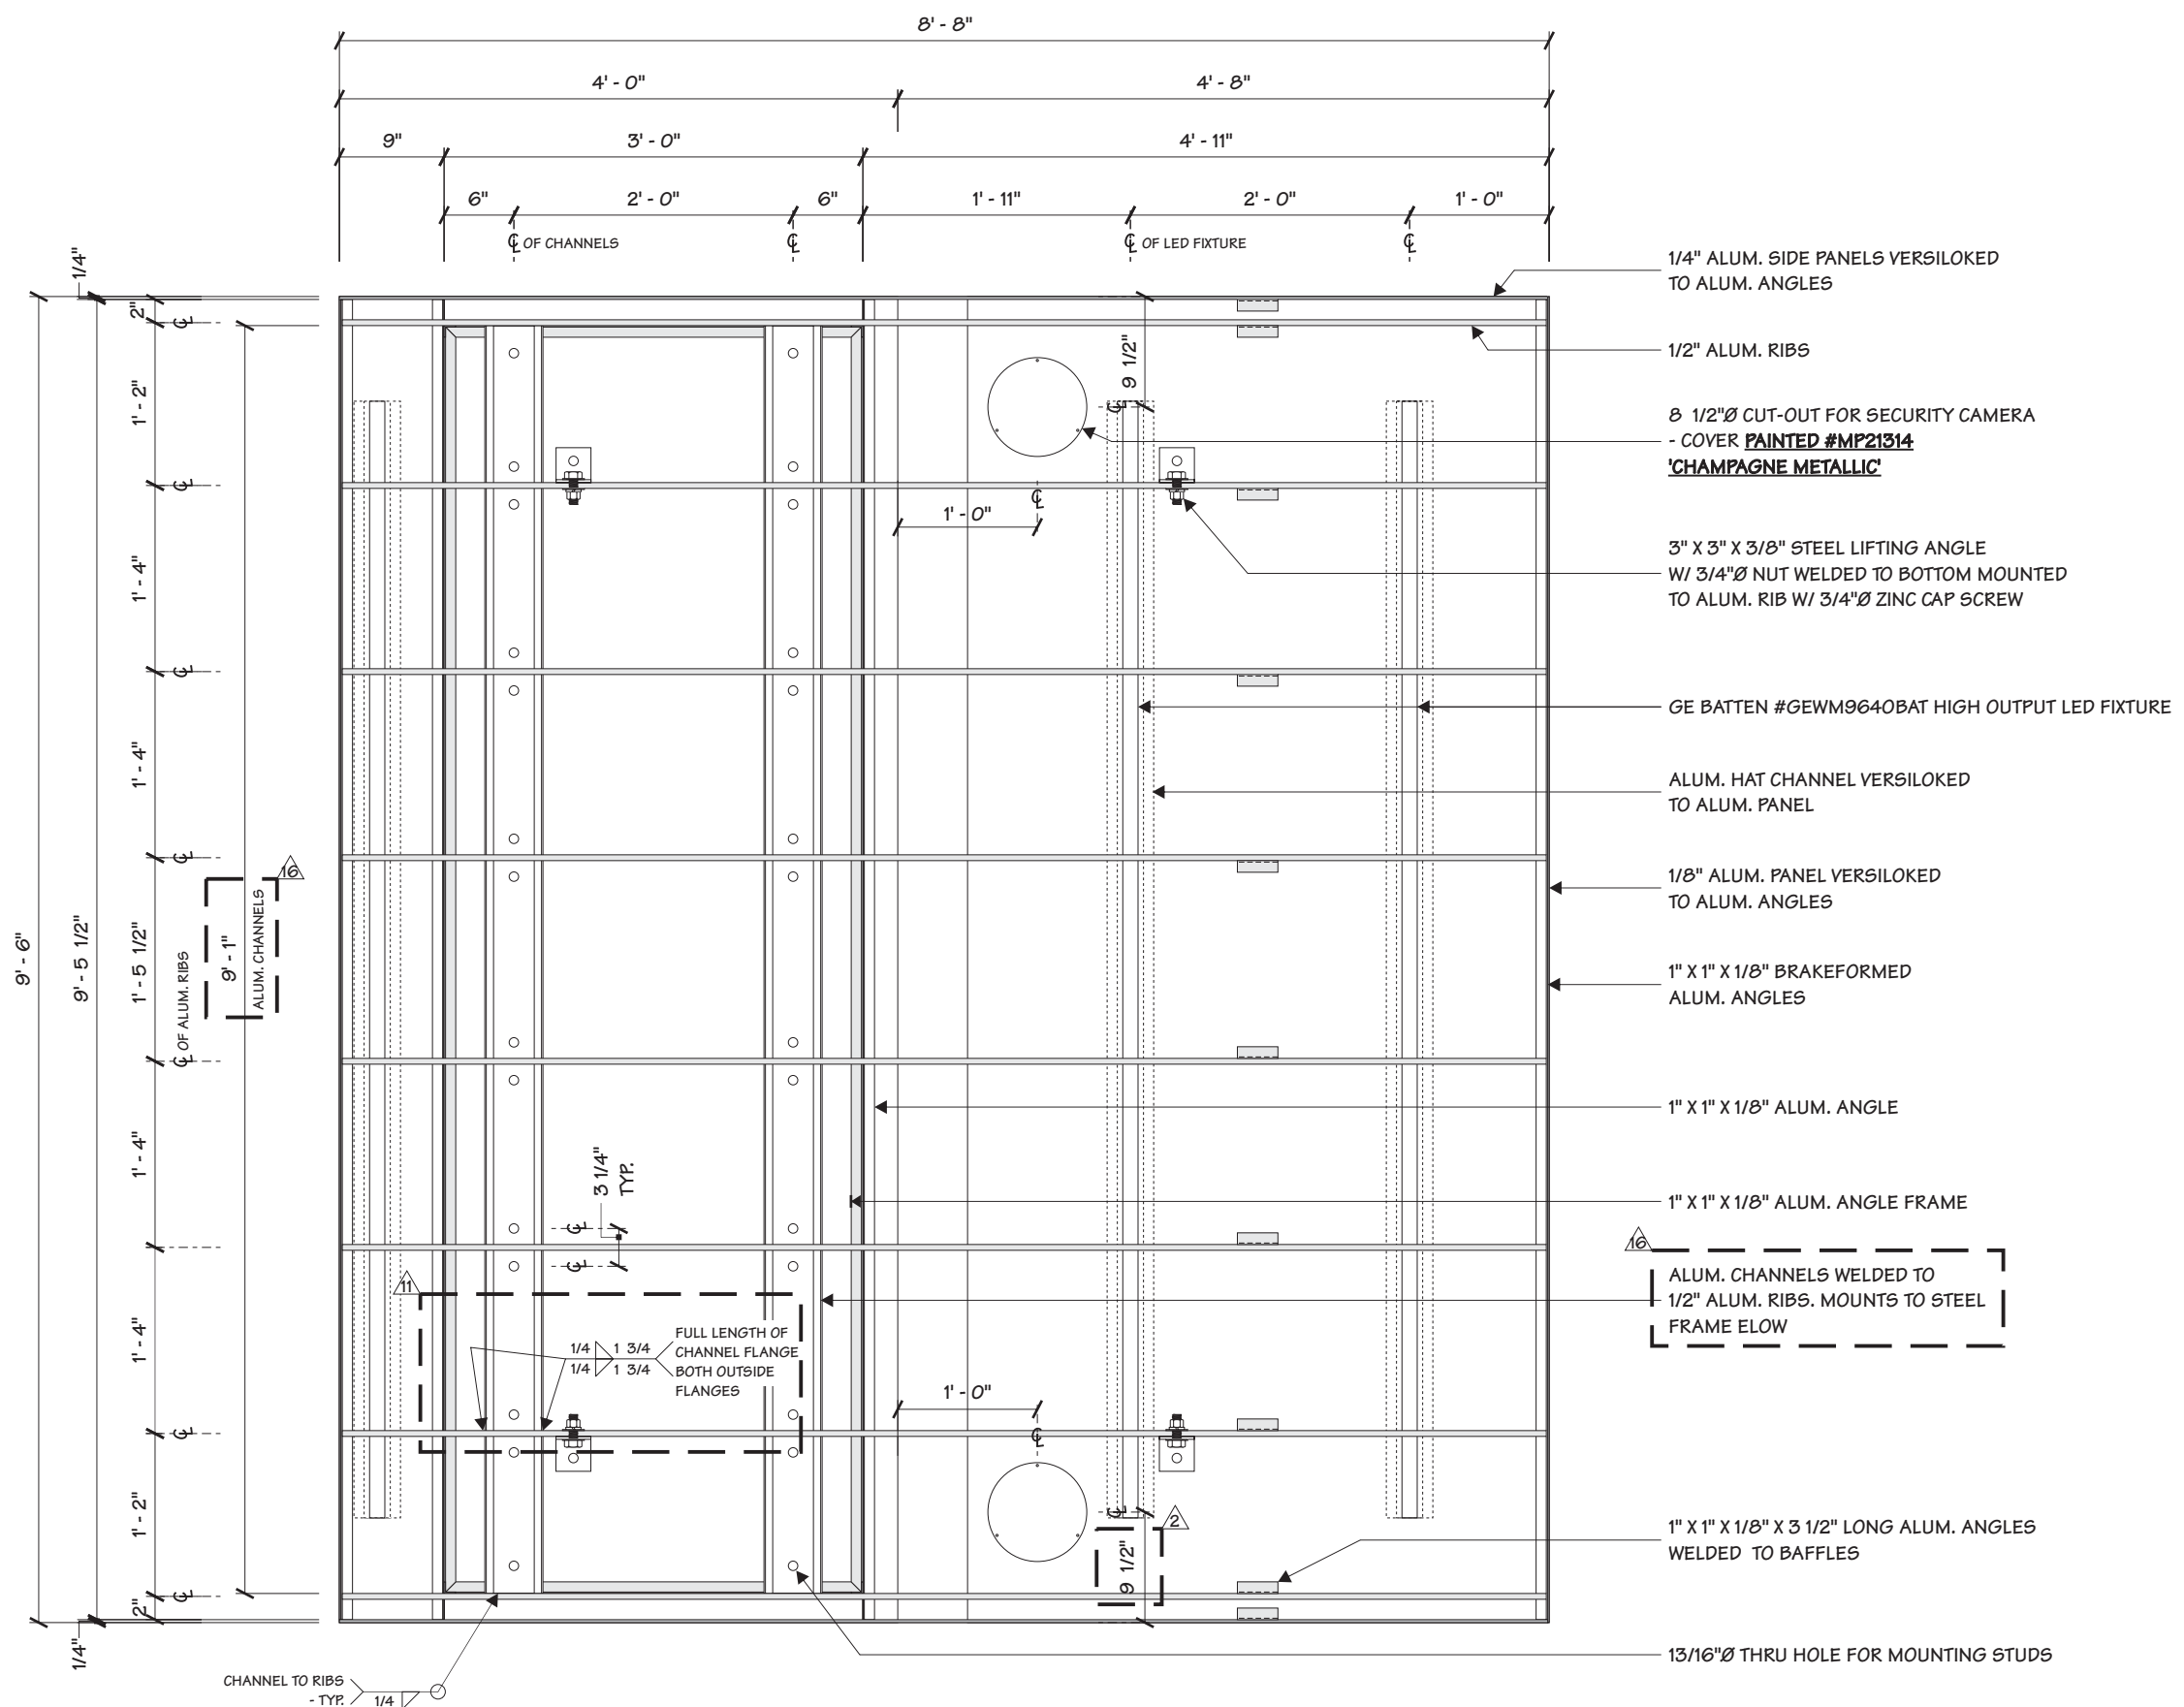 8' - 8"
4' - 0" 4' - 8"
9" 3' - 0" 4' - 11"
6" 2' - 0" 6" 1' - 11" 2' - 0" 1' - 0"
℄ OF CHANNELS ℄ ℄ OF LED FIXTURE ℄
1/4"
2"
℄
1' - 2"
℄
1' - 4"
℄
1' - 4"
℄
1' - 5 1/2"
℄ OF ALUM. RIBS
1' - 4"
1' - 4"
℄
1' - 2"
℄
2"
1/4"
9' - 6"
9' - 5 1/2"
9' - 1"
ALUM. CHANNELS
16
9 1/2"
℄
℄
1' - 0"
3 1/4"
TYP.
℄
℄
11
1/4 1 3/4
1/4 1 3/4
FULL LENGTH OF
CHANNEL FLANGE
BOTH OUTSIDE
FLANGES
1' - 0"
℄
℄
2
9 1/2"
CHANNEL TO RIBS
- TYP.
1/4
1/4" ALUM. SIDE PANELS VERSILOKED
TO ALUM. ANGLES
1/2" ALUM. RIBS
8 1/2"Ø CUT-OUT FOR SECURITY CAMERA
- COVER PAINTED #MP21314
'CHAMPAGNE METALLIC'
3" X 3" X 3/8" STEEL LIFTING ANGLE
W/ 3/4"Ø NUT WELDED TO BOTTOM MOUNTED
TO ALUM. RIB W/ 3/4"Ø ZINC CAP SCREW
GE BATTEN #GEWM9640BAT HIGH OUTPUT LED FIXTURE
ALUM. HAT CHANNEL VERSILOKED
TO ALUM. PANEL
1/8" ALUM. PANEL VERSILOKED
TO ALUM. ANGLES
1" X 1" X 1/8" BRAKEFORMED
ALUM. ANGLES
1" X 1" X 1/8" ALUM. ANGLE
1" X 1" X 1/8" ALUM. ANGLE FRAME
16
ALUM. CHANNELS WELDED TO
1/2" ALUM. RIBS. MOUNTS TO STEEL
FRAME ELOW
1" X 1" X 1/8" X 3 1/2" LONG ALUM. ANGLES
WELDED TO BAFFLES
13/16"Ø THRU HOLE FOR MOUNTING STUDS